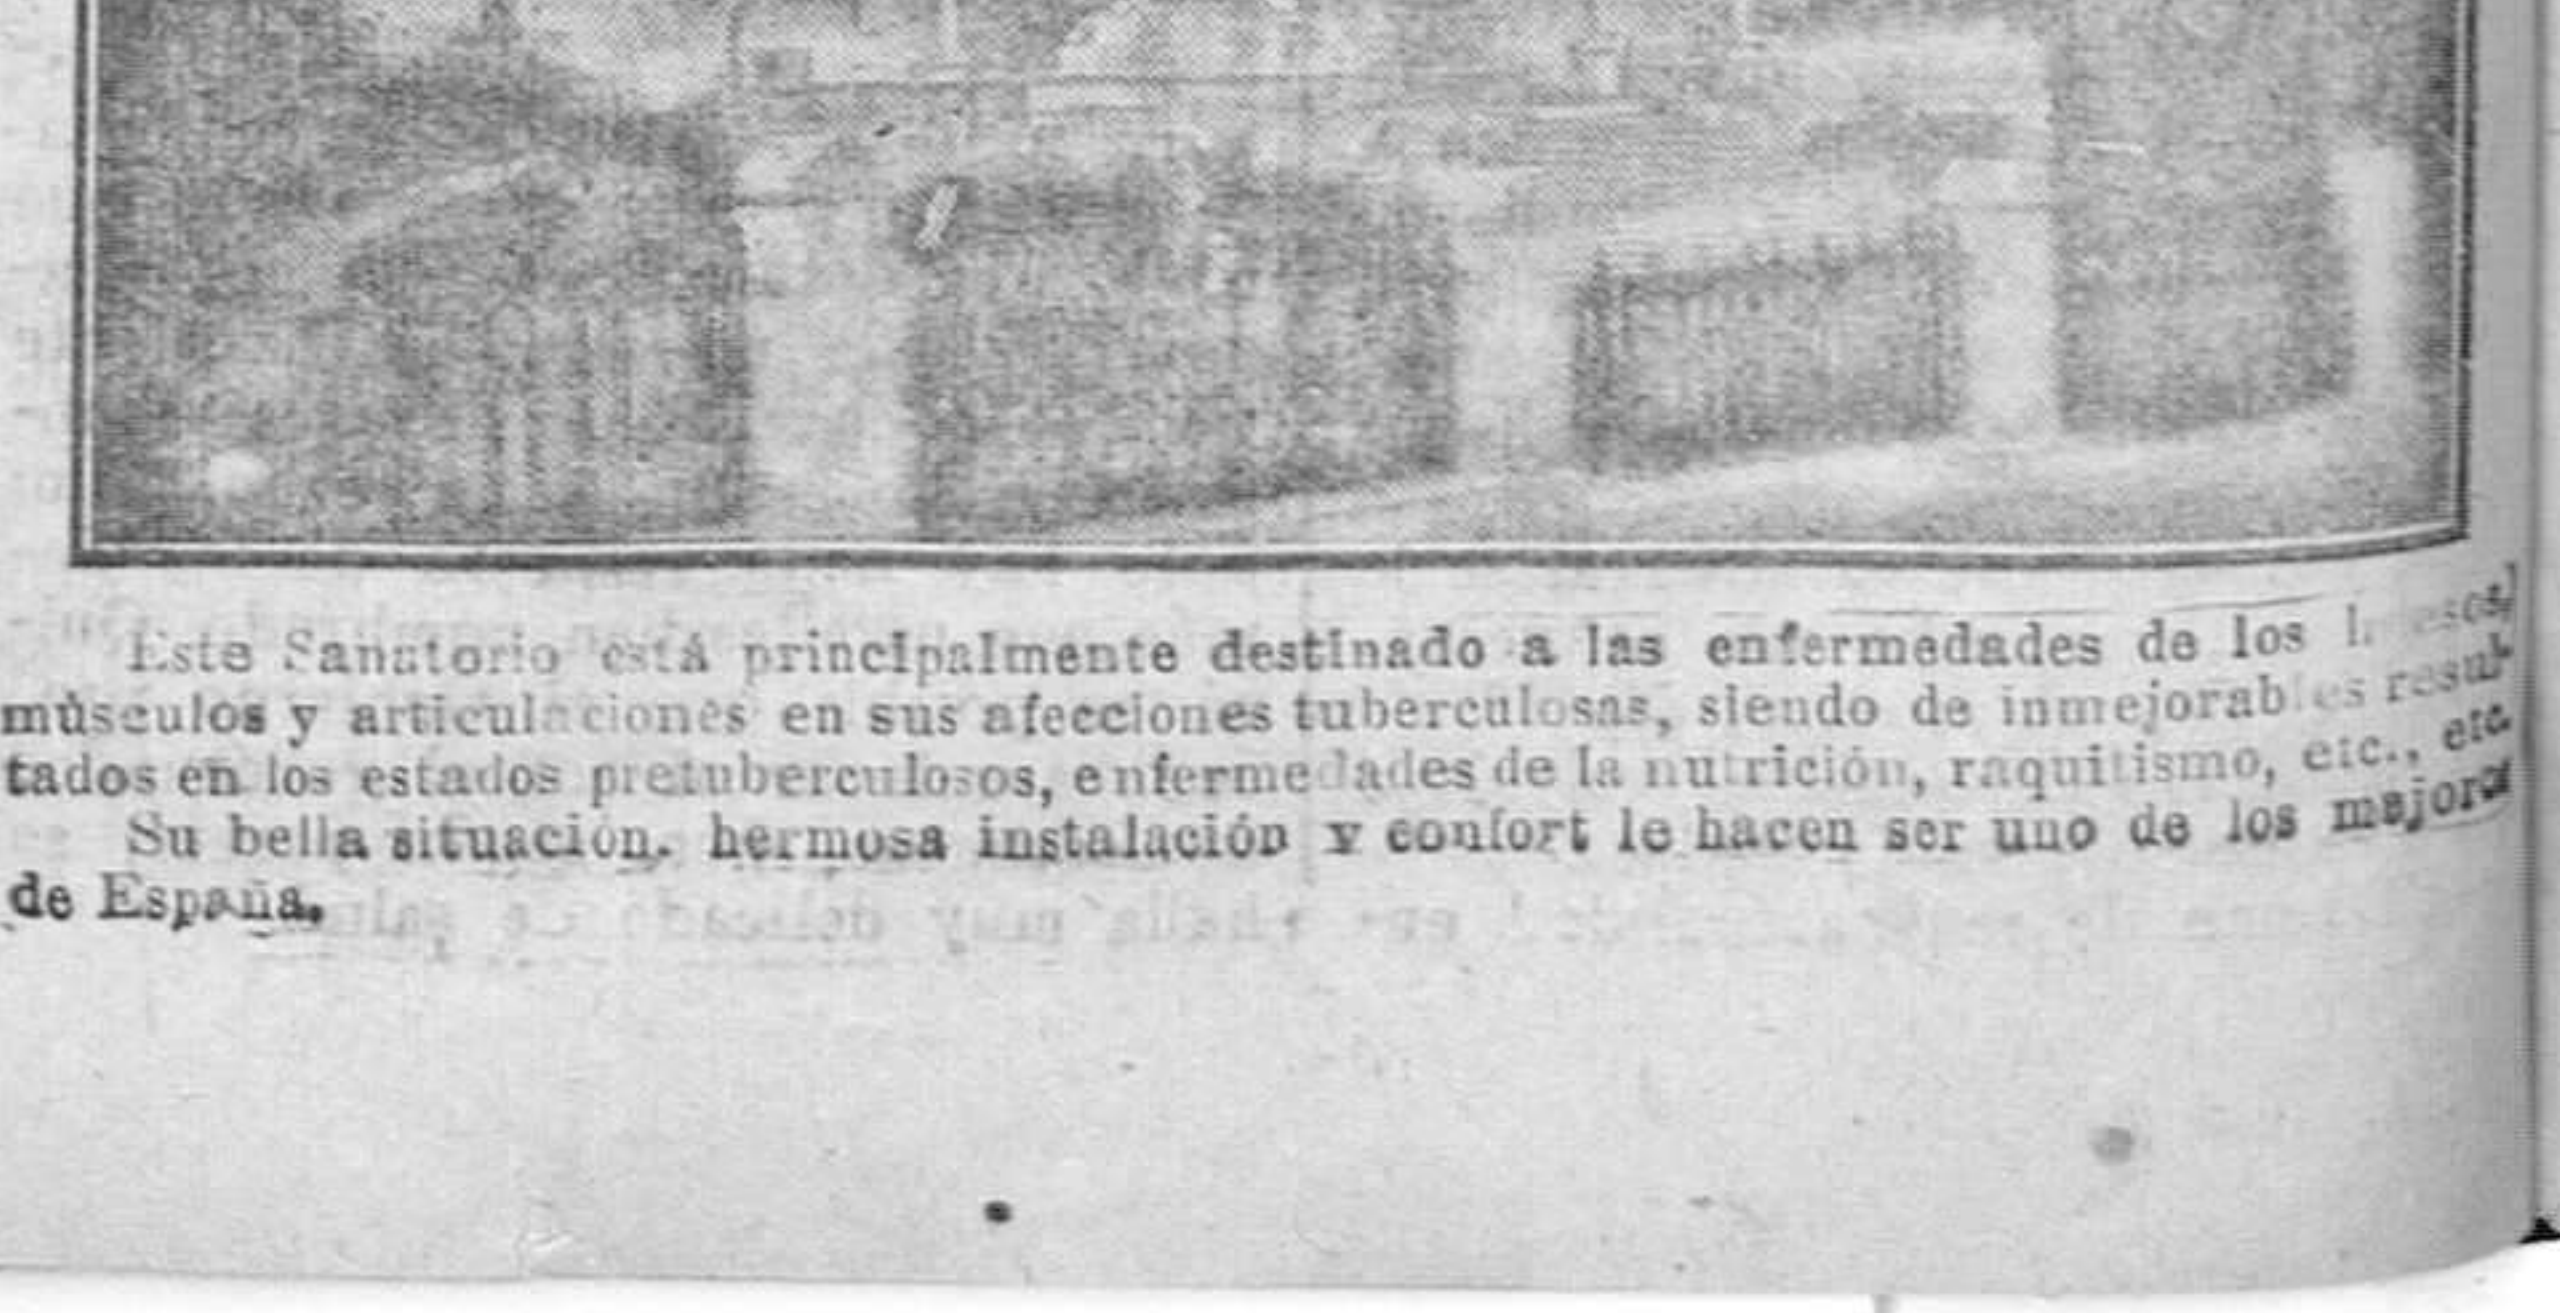 Este Sanatorio está principalmente destinado a las enfermedades de los
músculos y articulaciones en sus afecciones tuberculosas, siendo de inmejorables resul-
tados en los estados pretuberculosos, enfermedades de la nutrición, raquitismo, etc., etc.
Su bella situación, hermosa instalación y confort le hacen ser uno de los mejores
de España.